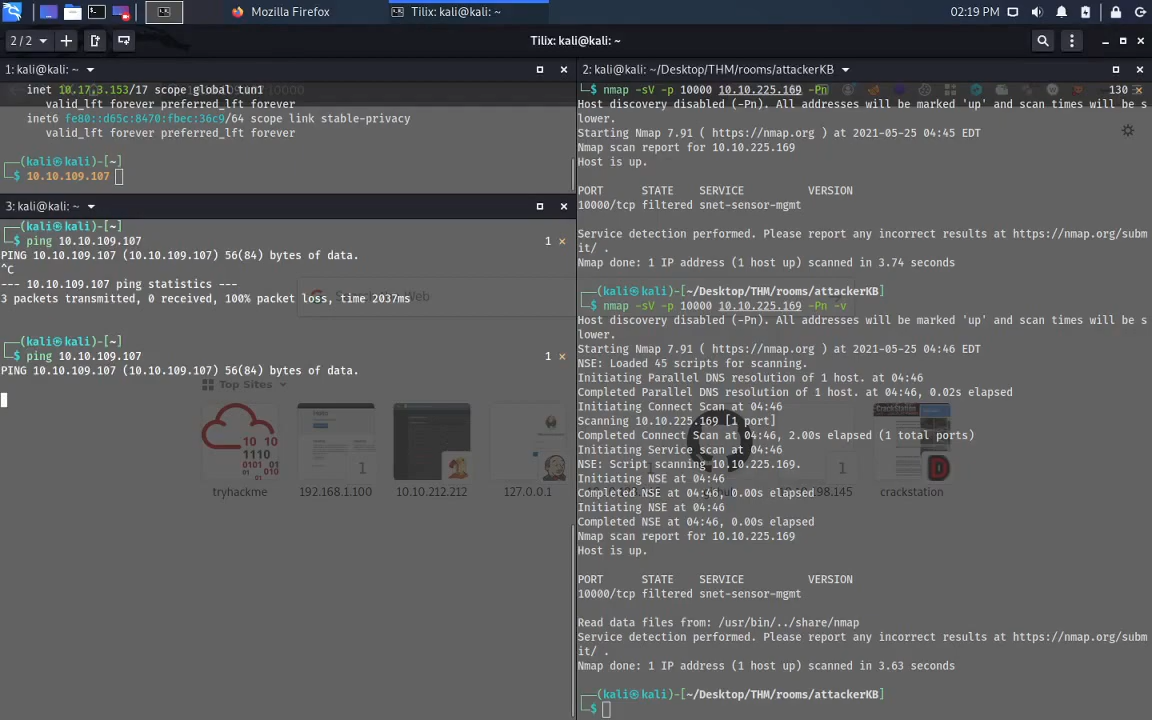 Mozilla Firefox
Tilix: kali@kali: ~
02:19 PM
2/2
Tilix: kali@kali: ~
1: kali@kali: ~
inet 10.17.3.153/17 scope global tun1
valid_lft forever preferred_lft forever
inet6 fe80::d65c:8470:fbec:36c9/64 scope link stable-privacy
valid_lft forever preferred_lft forever
┌──(kali㉿kali)-[~]
└─$ 10.10.109.107
3: kali@kali: ~
┌──(kali㉿kali)-[~]
└─$ ping 10.10.109.107 1 ⨯
PING 10.10.109.107 (10.10.109.107) 56(84) bytes of data.
^C
--- 10.10.109.107 ping statistics ---
3 packets transmitted, 0 received, 100% packet loss, time 2037ms
┌──(kali㉿kali)-[~]
└─$ ping 10.10.109.107 1 ⨯
PING 10.10.109.107 (10.10.109.107) 56(84) bytes of data.
Top Sites
tryhackme
192.168.1.100
10.10.212.212
127.0.0.1
crackstation
2: kali@kali: ~/Desktop/THM/rooms/attackerKB
nmap -sV -p 10000 10.10.225.169 -Pn 130 ⨯
Host discovery disabled (-Pn). All addresses will be marked 'up' and scan times will be s
lower.
Starting Nmap 7.91 ( https://nmap.org ) at 2021-05-25 04:45 EDT
Nmap scan report for 10.10.225.169
Host is up.
PORT STATE SERVICE VERSION
10000/tcp filtered snet-sensor-mgmt
Service detection performed. Please report any incorrect results at https://nmap.org/subm
it/ .
Nmap done: 1 IP address (1 host up) scanned in 3.74 seconds
┌──(kali㉿kali)-[~/Desktop/THM/rooms/attackerKB]
└─$ nmap -sV -p 10000 10.10.225.169 -Pn -v
Host discovery disabled (-Pn). All addresses will be marked 'up' and scan times will be s
lower.
Starting Nmap 7.91 ( https://nmap.org ) at 2021-05-25 04:46 EDT
NSE: Loaded 45 scripts for scanning.
Initiating Parallel DNS resolution of 1 host. at 04:46
Completed Parallel DNS resolution of 1 host. at 04:46, 0.02s elapsed
Initiating Connect Scan at 04:46
Scanning 10.10.225.169 [1 port]
Completed Connect Scan at 04:46, 2.00s elapsed (1 total ports)
Initiating Service scan at 04:46
NSE: Script scanning 10.10.225.169.
Initiating NSE at 04:46
Completed NSE at 04:46, 0.00s elapsed
Initiating NSE at 04:46
Completed NSE at 04:46, 0.00s elapsed
Nmap scan report for 10.10.225.169
Host is up.
PORT STATE SERVICE VERSION
10000/tcp filtered snet-sensor-mgmt
Read data files from: /usr/bin/../share/nmap
Service detection performed. Please report any incorrect results at https://nmap.org/subm
it/ .
Nmap done: 1 IP address (1 host up) scanned in 3.63 seconds
┌──(kali㉿kali)-[~/Desktop/THM/rooms/attackerKB]
└─$